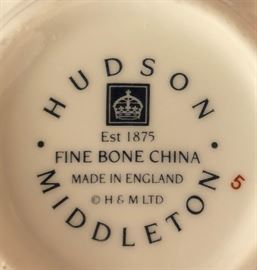 HUDSON
Est 1875
FINE BONE CHINA
MADE IN ENGLAND
© H & M LTD
MIDDLETON
5